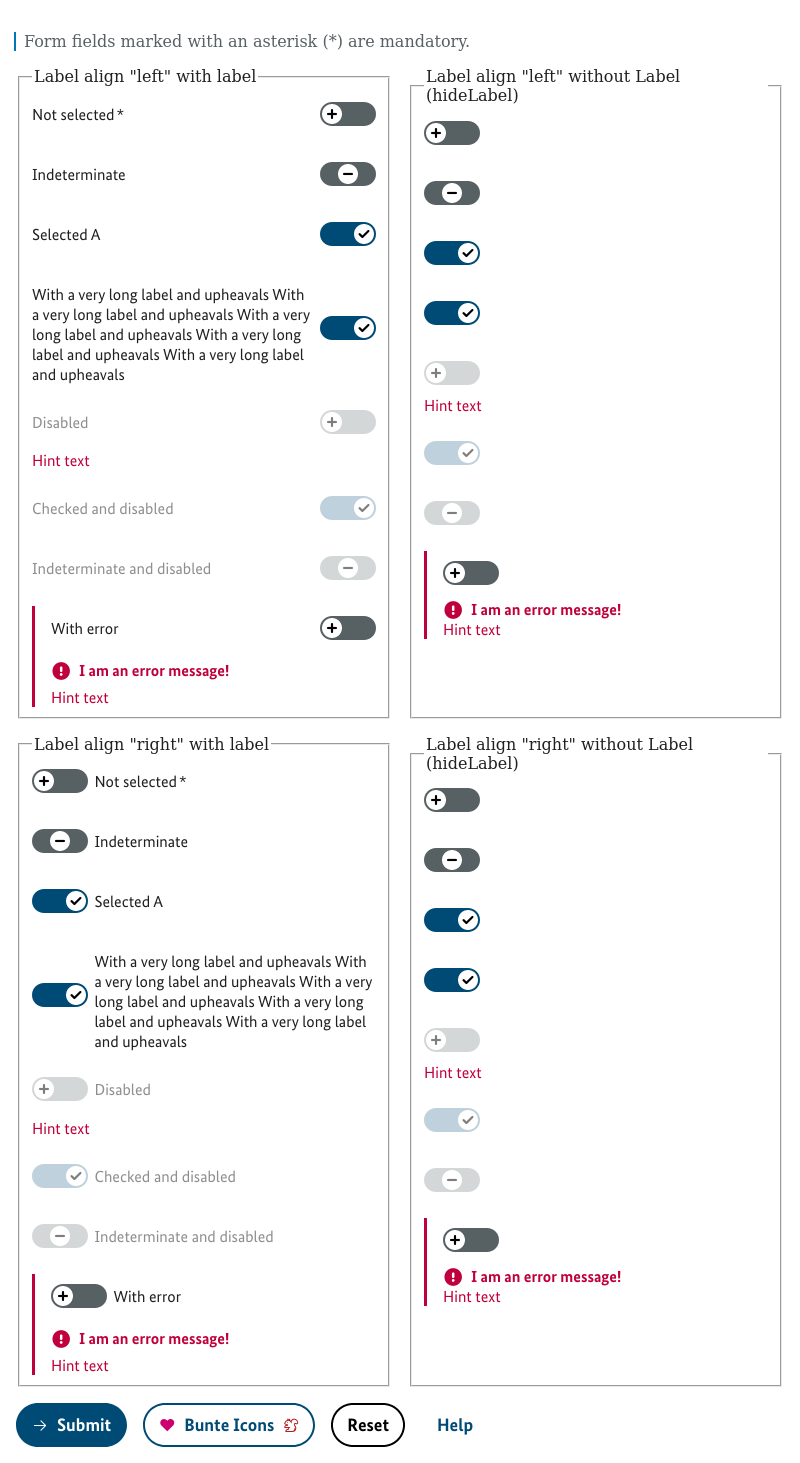 Form fields marked with an asterisk (*) are mandatory.
Label align "left" with label
Not selected *
Indeterminate
Selected A
With a very long label and upheavals With
a very long label and upheavals With a very
long label and upheavals With a very long
label and upheavals With a very long label
and upheavals
Disabled
Hint text
Checked and disabled
Indeterminate and disabled
With error
I am an error message!
Hint text
Label align "left" without Label
(hideLabel)
Hint text
I am an error message!
Hint text
Label align "right" with label
Not selected *
Indeterminate
Selected A
With a very long label and upheavals With
a very long label and upheavals With a very
long label and upheavals With a very long
label and upheavals With a very long label
and upheavals
Disabled
Hint text
Checked and disabled
Indeterminate and disabled
With error
I am an error message!
Hint text
Label align "right" without Label
(hideLabel)
Hint text
I am an error message!
Hint text
Submit
Bunte Icons
Reset
Help